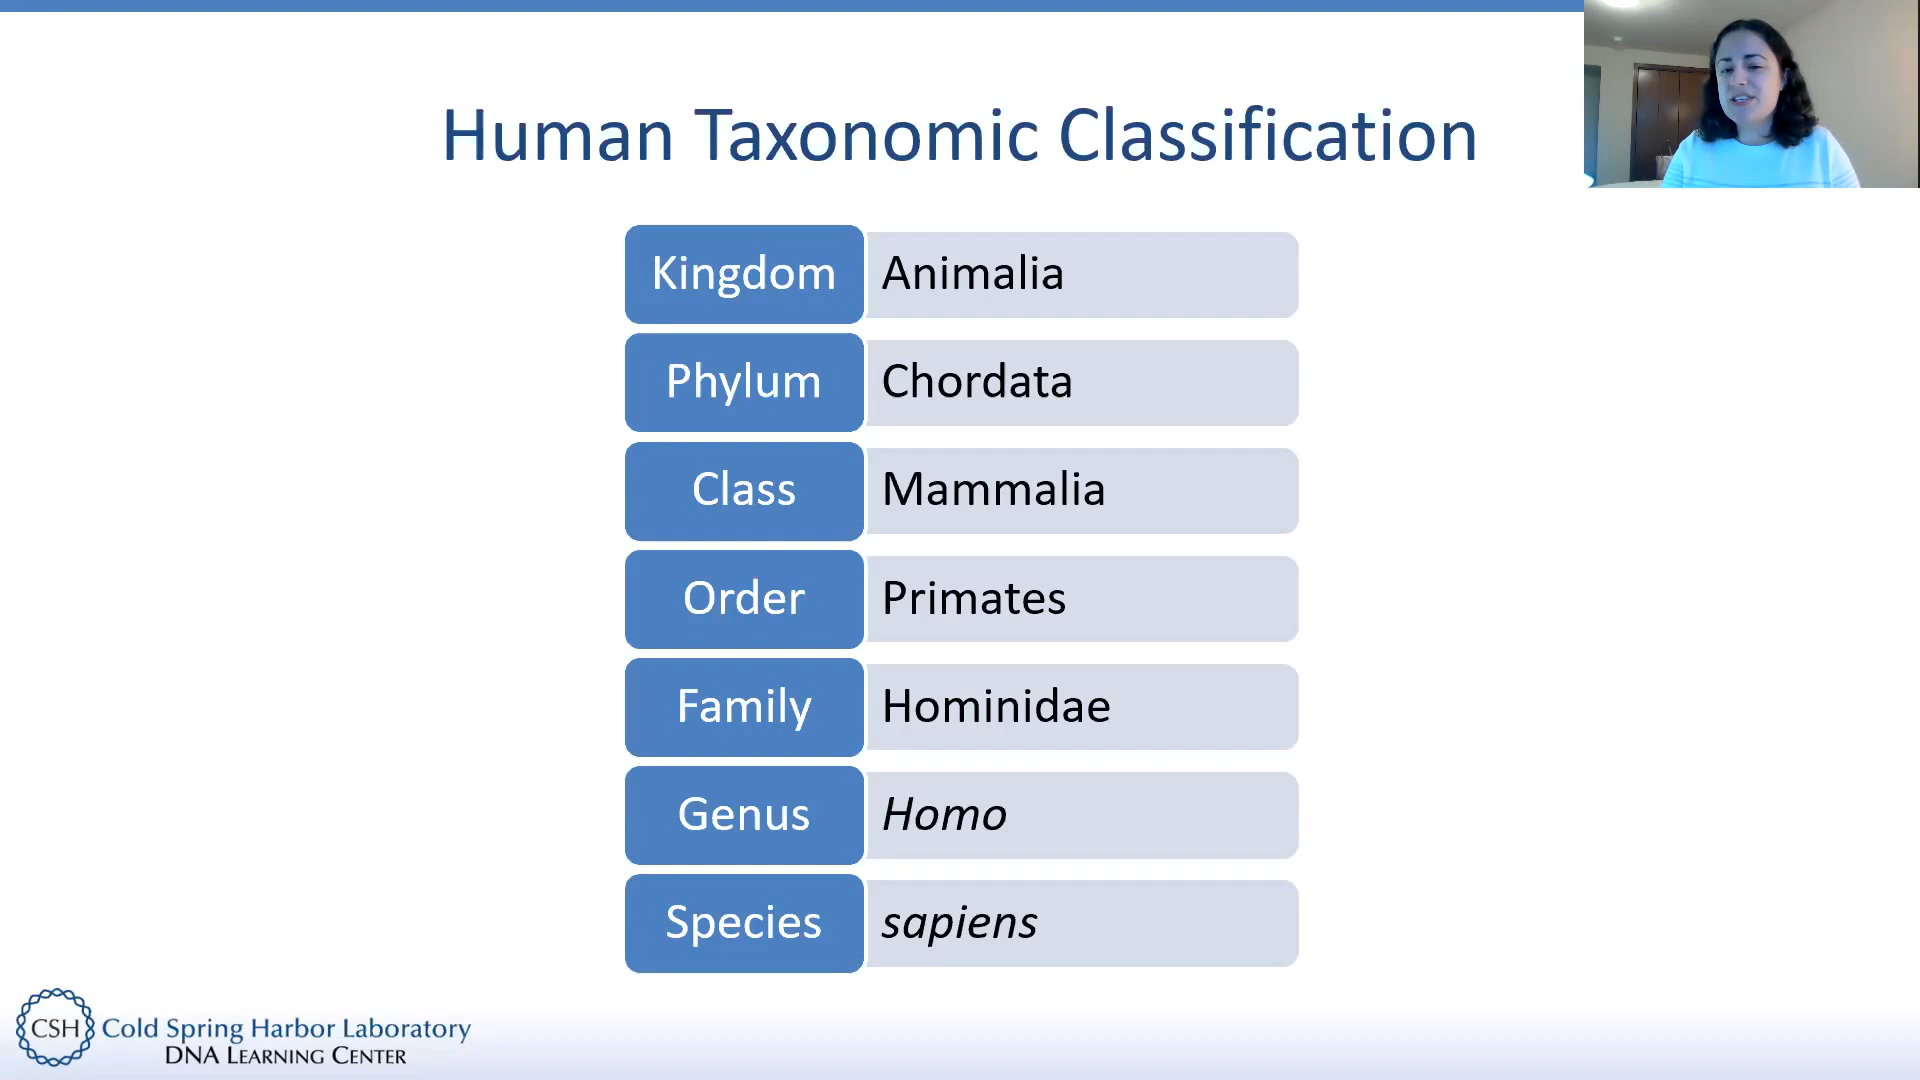 Human Taxonomic Classification
Kingdom Animalia
Phylum Chordata
Class Mammalia
Order Primates
Family Hominidae
Genus Homo
Species sapiens
CSH Cold Spring Harbor Laboratory
DNA LEARNING CENTER